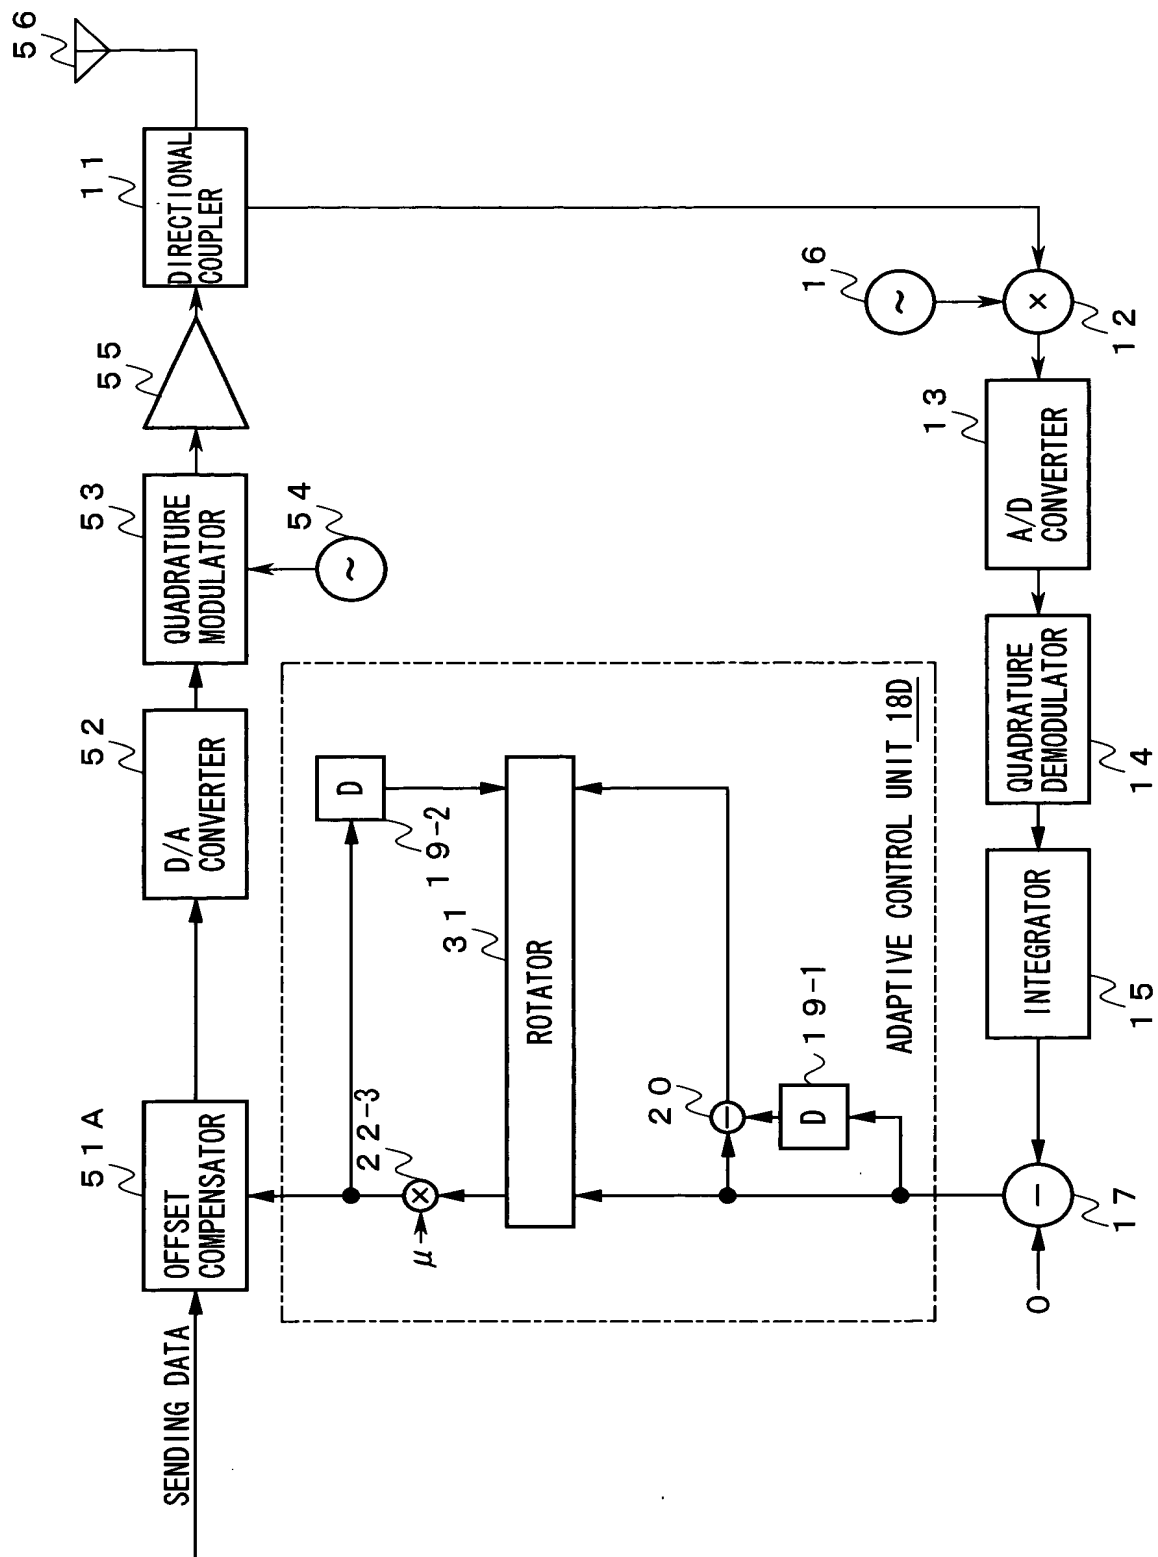 SENDING DATA
51A
OFFSET
COMPENSATOR
52
D/A
CONVERTER
53
QUADRATURE
MODULATOR
54
~
55
11
DIRECTIONAL
COUPLER
56
22-3
×
μ
D
19-2
31
ROTATOR
20
−
D
19-1
ADAPTIVE CONTROL UNIT 18D
0
−
17
INTEGRATOR
15
QUADRATURE
DEMODULATOR
14
13
A/D
CONVERTER
16
~
×
12